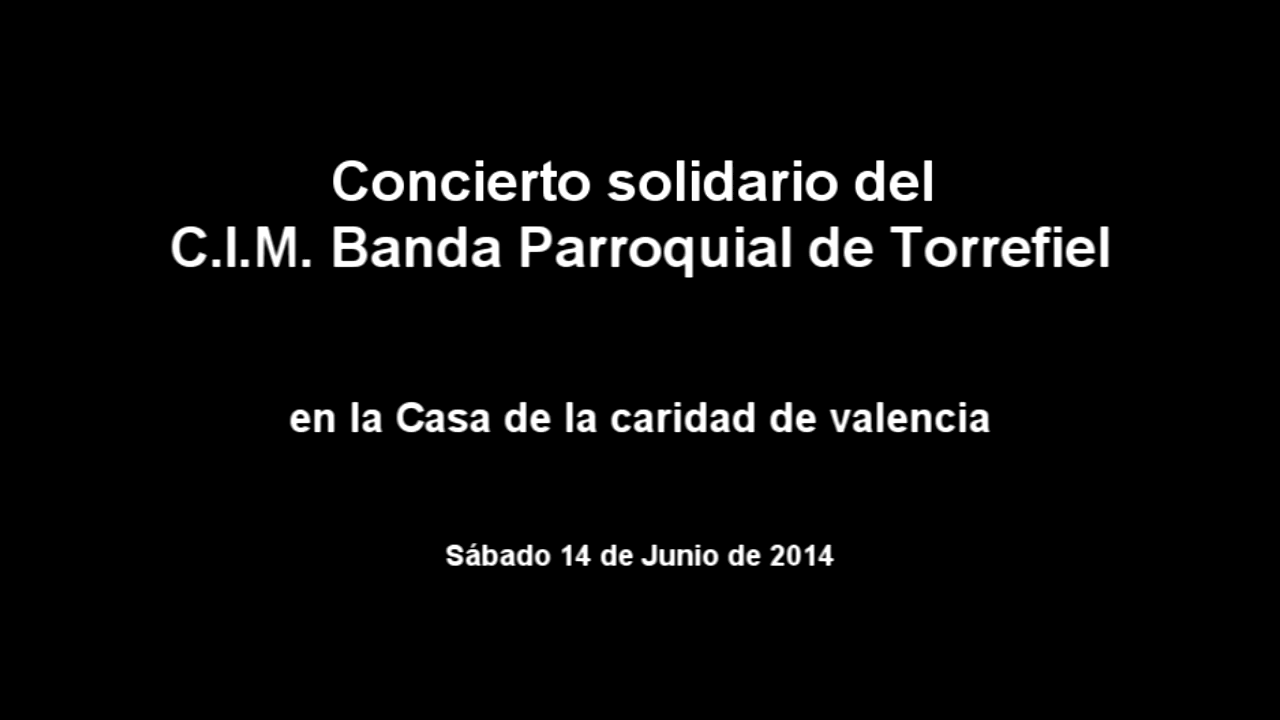 Concierto solidario del
C.I.M. Banda Parroquial de Torrefiel
en la Casa de la caridad de valencia
Sábado 14 de Junio de 2014